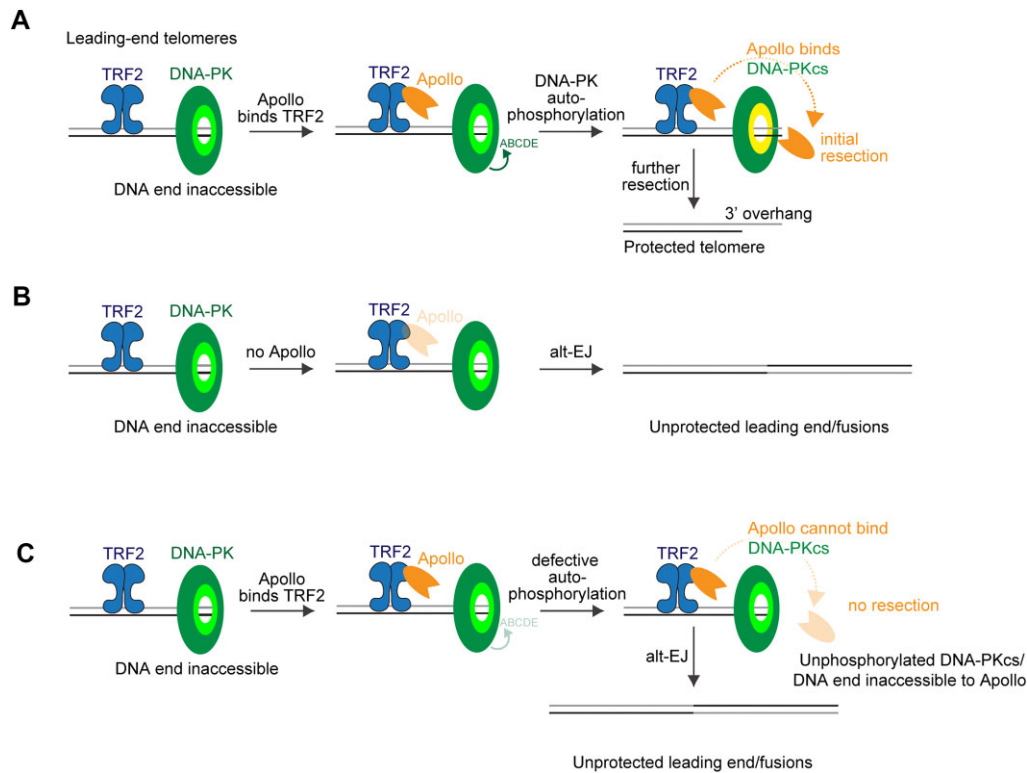 A
Leading-end telomeres
TRF2
DNA-PK
DNA end inaccessible
Apollo
binds TRF2
TRF2
Apollo
ABCDE
DNA-PK
auto-
phosphorylation
TRF2
Apollo binds
DNA-PKcs
initial
resection
further
resection
3’ overhang
Protected telomere
B
TRF2
DNA-PK
DNA end inaccessible
no Apollo
TRF2
Apollo
alt-EJ
Unprotected leading end/fusions
C
TRF2
DNA-PK
DNA end inaccessible
Apollo
binds TRF2
TRF2
Apollo
ABCDE
defective
auto-
phosphorylation
TRF2
Apollo cannot bind
DNA-PKcs
no resection
Unphosphorylated DNA-PKcs/
DNA end inaccessible to Apollo
alt-EJ
Unprotected leading end/fusions